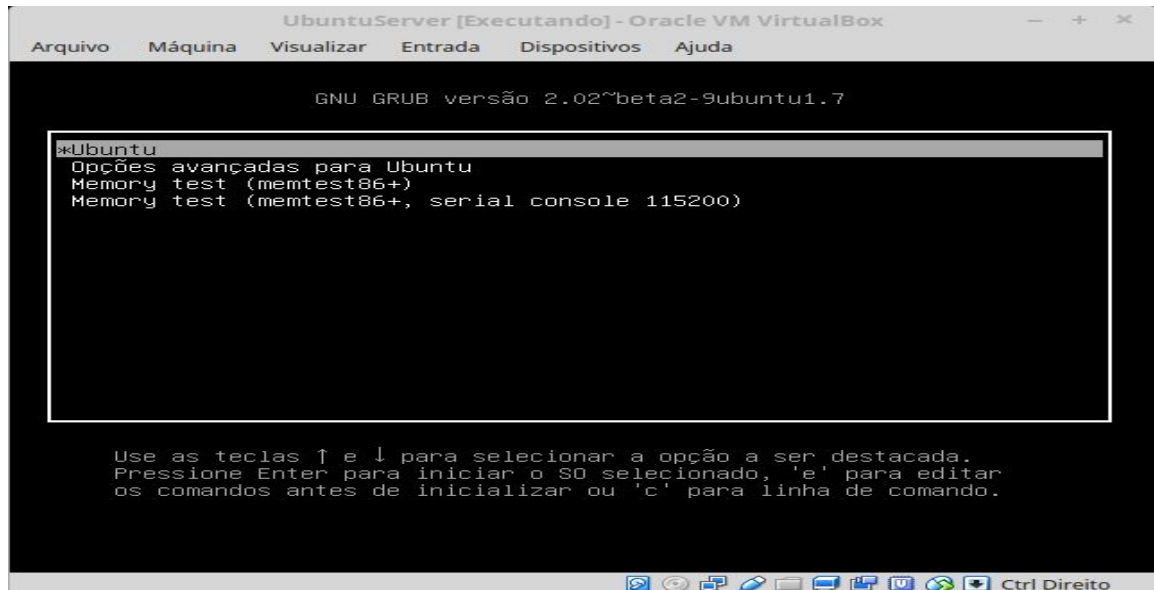 UbuntuServer [Executando] - Oracle VM VirtualBox
Arquivo Máquina Visualizar Entrada Dispositivos Ajuda
GNU GRUB versão 2.02~beta2-9ubuntu1.7
*Ubuntu
Opções avançadas para Ubuntu
Memory test (memtest86+)
Memory test (memtest86+, serial console 115200)
Use as teclas ↑ e ↓ para selecionar a opção a ser destacada.
Pressione Enter para iniciar o SO selecionado, 'e' para editar
os comandos antes de inicializar ou 'c' para linha de comando.
Ctrl Direito